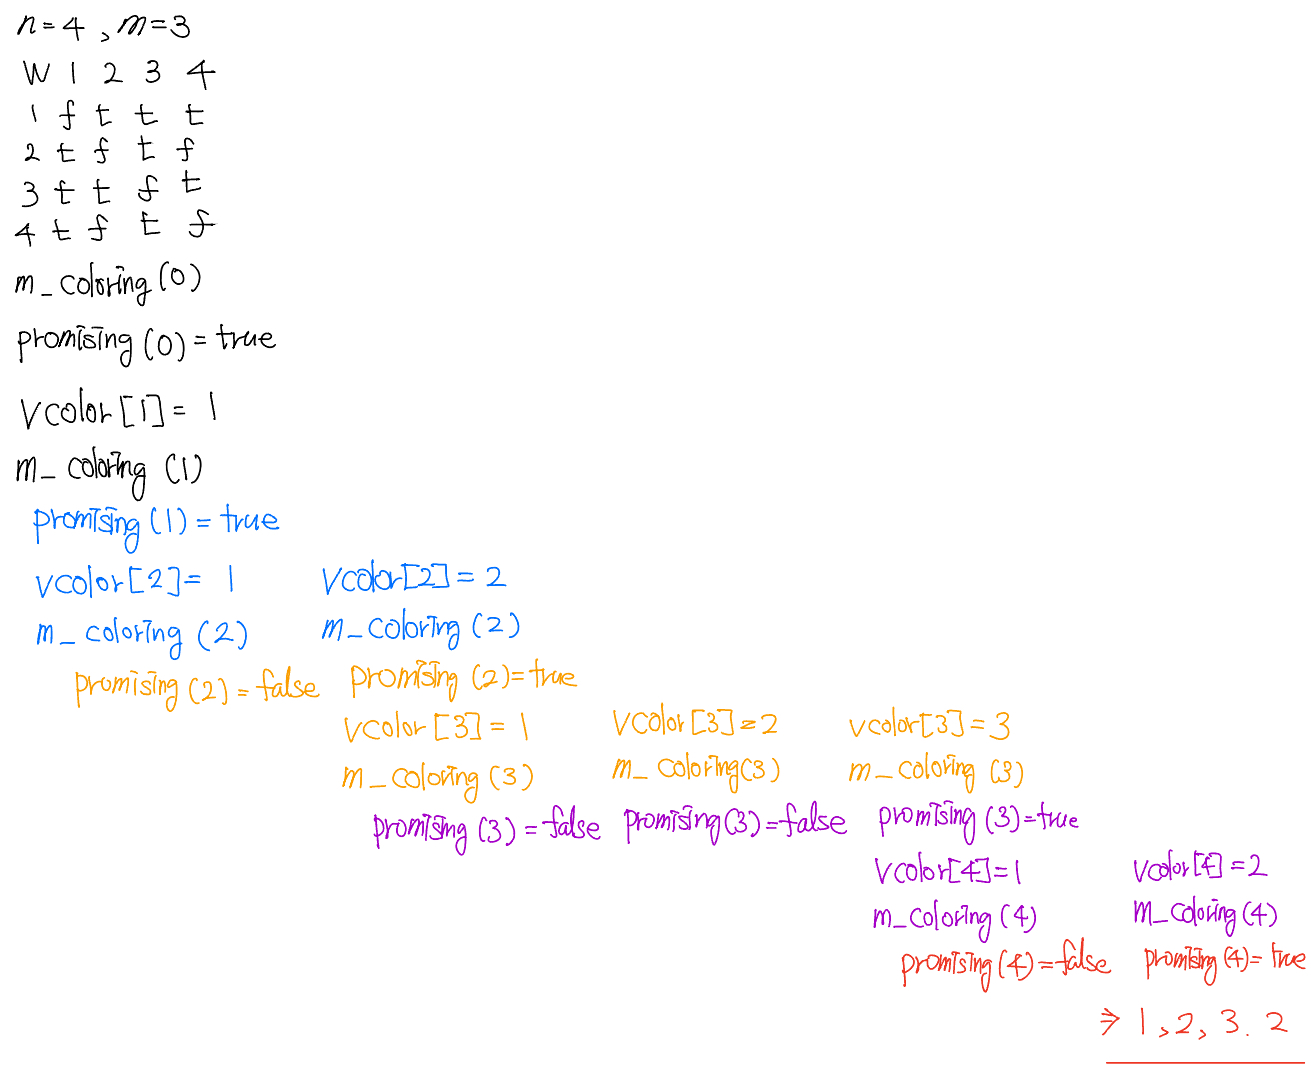 n=4, m=3
W 1 2 3 4
1 f t t t
2 t f t f
3 t t f t
4 t f t f
m_coloring(0)
promising(0)=true
vcolor[1]= 1
m_coloring (1)
promising(1)=true
vcolor[2]= 1 vcolor[2]=2
m_coloring (2) m_coloring (2)
promising(2)=false promising (2)=true
vcolor[3]=1 vcolor[3]=2 vcolor[3]=3
m_coloring (3) m_coloring(3) m_coloring (3)
promising (3)=false promising(3)=false promising (3)=true
vcolor[4]=1 vcolor[4]=2
m_coloring (4) m_coloring(4)
promising(4)=false promising(4)=true
⇒ 1,2,3.2